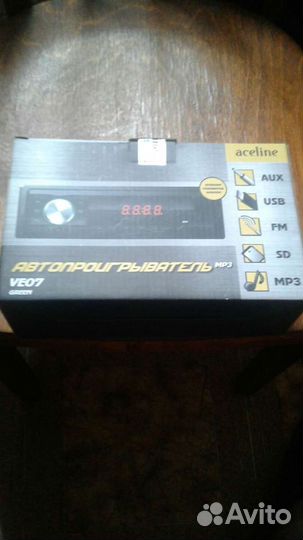 aceline
AUX
USB
FM
SD
MP3
8.8.8.8
АВТОПРОИГРЫВАТЕЛЬ MP3
VE07
GREEN
Avito